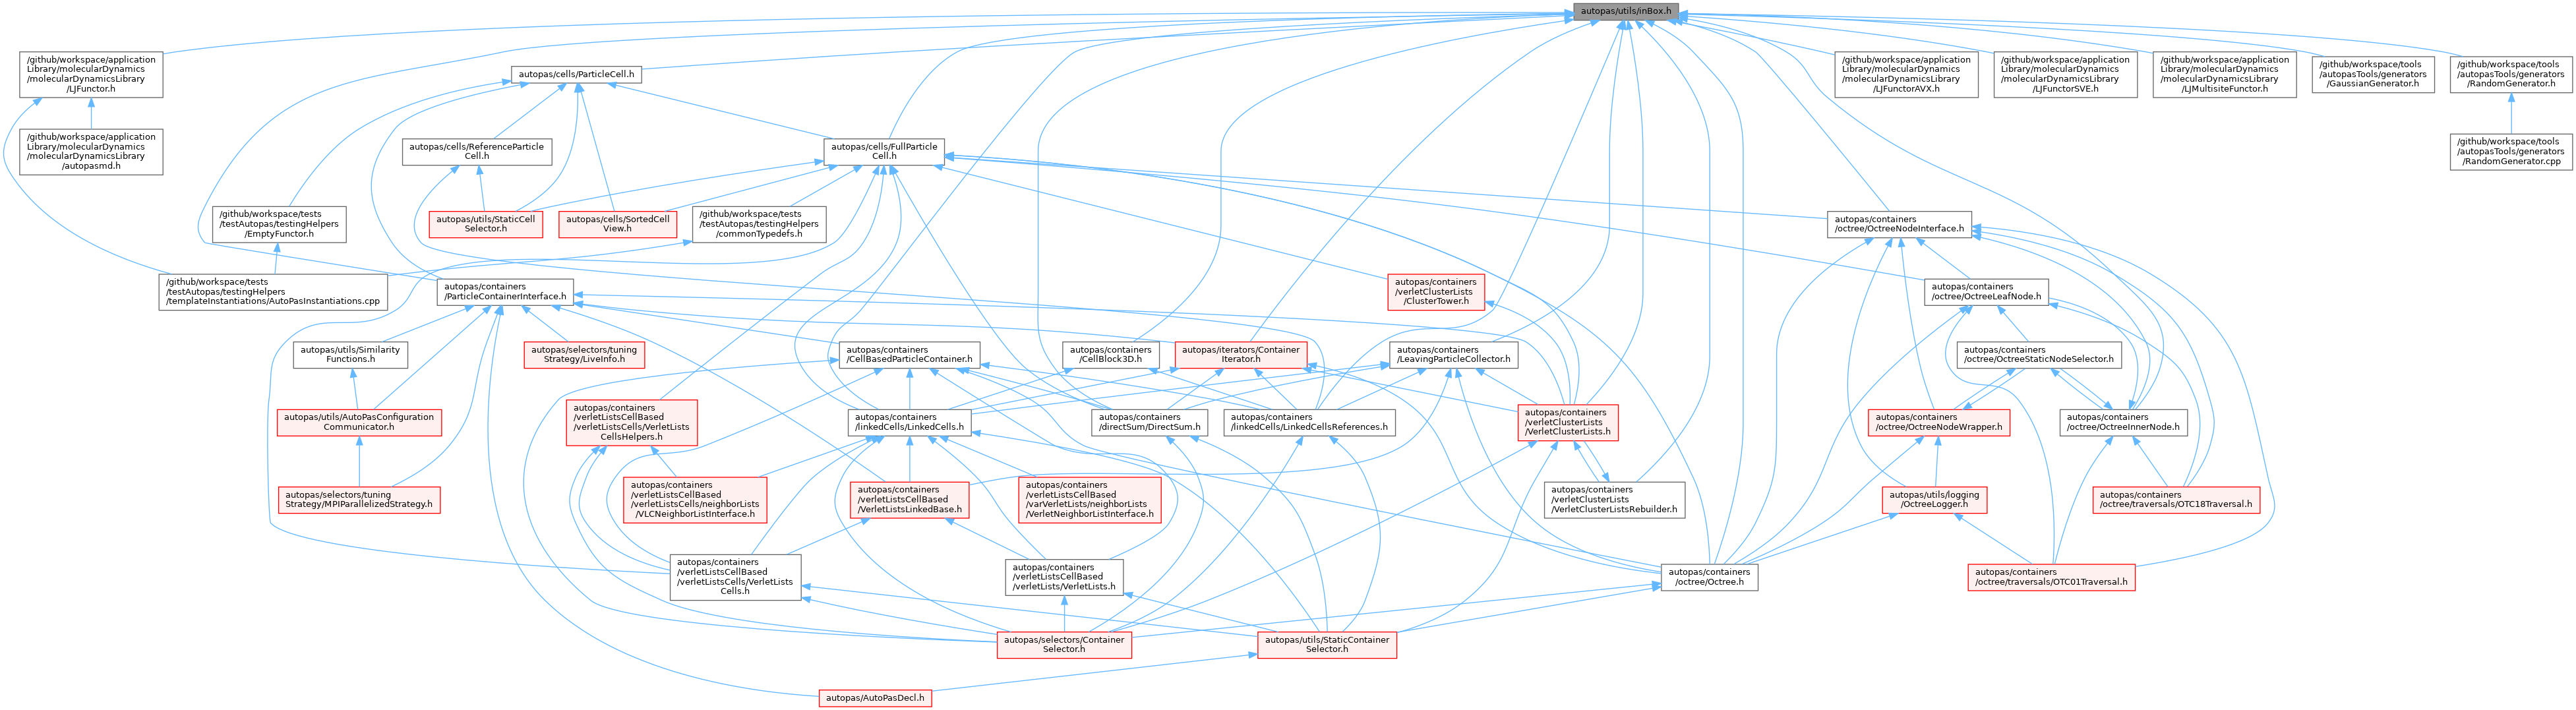 autopas/utils/inBox.h
/github/workspace/application
Library/molecularDynamics
/molecularDynamicsLibrary
/LJFunctor.h
autopas/cells/ParticleCell.h
/github/workspace/application
Library/molecularDynamics
/molecularDynamicsLibrary
/LJFunctorAVX.h
/github/workspace/application
Library/molecularDynamics
/molecularDynamicsLibrary
/LJFunctorSVE.h
/github/workspace/application
Library/molecularDynamics
/molecularDynamicsLibrary
/LJMultisiteFunctor.h
/github/workspace/tools
/autopasTools/generators
/GaussianGenerator.h
/github/workspace/tools
/autopasTools/generators
/RandomGenerator.h
/github/workspace/application
Library/molecularDynamics
/molecularDynamicsLibrary
/autopasmd.h
autopas/cells/ReferenceParticle
Cell.h
autopas/cells/FullParticle
Cell.h
/github/workspace/tools
/autopasTools/generators
/RandomGenerator.cpp
/github/workspace/tests
/testAutopas/testingHelpers
/EmptyFunctor.h
autopas/utils/StaticCell
Selector.h
autopas/cells/SortedCell
View.h
/github/workspace/tests
/testAutopas/testingHelpers
/commonTypedefs.h
autopas/containers
/octree/OctreeNodeInterface.h
/github/workspace/tests
/testAutopas/testingHelpers
/templateInstantiations/AutoPasInstantiations.cpp
autopas/containers
/ParticleContainerInterface.h
autopas/containers
/verletClusterLists
/ClusterTower.h
autopas/containers
/octree/OctreeLeafNode.h
autopas/utils/Similarity
Functions.h
autopas/selectors/tuning
Strategy/LiveInfo.h
autopas/containers
/CellBasedParticleContainer.h
autopas/containers
/CellBlock3D.h
autopas/iterators/Container
Iterator.h
autopas/containers
/LeavingParticleCollector.h
autopas/containers
/octree/OctreeStaticNodeSelector.h
autopas/utils/AutoPasConfiguration
Communicator.h
autopas/containers
/verletListsCellBased
/verletListsCells/VerletLists
CellsHelpers.h
autopas/containers
/linkedCells/LinkedCells.h
autopas/containers
/directSum/DirectSum.h
autopas/containers
/linkedCells/LinkedCellsReferences.h
autopas/containers
/verletClusterLists
/VerletClusterLists.h
autopas/containers
/octree/OctreeNodeWrapper.h
autopas/containers
/octree/OctreeInnerNode.h
autopas/selectors/tuning
Strategy/MPIParallelizedStrategy.h
autopas/containers
/verletListsCellBased
/verletListsCells/neighborLists
/VLCNeighborListInterface.h
autopas/containers
/verletListsCellBased
/VerletListsLinkedBase.h
autopas/containers
/verletListsCellBased
/varVerletLists/neighborLists
/VerletNeighborListInterface.h
autopas/containers
/verletClusterLists
/VerletClusterListsRebuilder.h
autopas/utils/logging
/OctreeLogger.h
autopas/containers
/octree/traversals/OTC18Traversal.h
autopas/containers
/verletListsCellBased
/verletListsCells/VerletLists
Cells.h
autopas/containers
/verletListsCellBased
/verletLists/VerletLists.h
autopas/containers
/octree/Octree.h
autopas/containers
/octree/traversals/OTC01Traversal.h
autopas/selectors/Container
Selector.h
autopas/utils/StaticContainer
Selector.h
autopas/AutoPasDecl.h